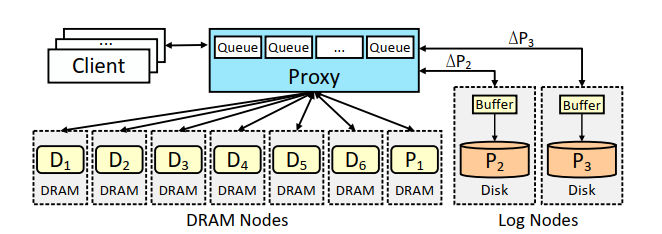 ...
Client
Queue Queue ... Queue
Proxy
ΔP3
ΔP2
D1 D2 D3 D4 D5 D6 P1
DRAM DRAM DRAM DRAM DRAM DRAM DRAM
DRAM Nodes
Buffer Buffer
P2 P3
Disk Disk
Log Nodes